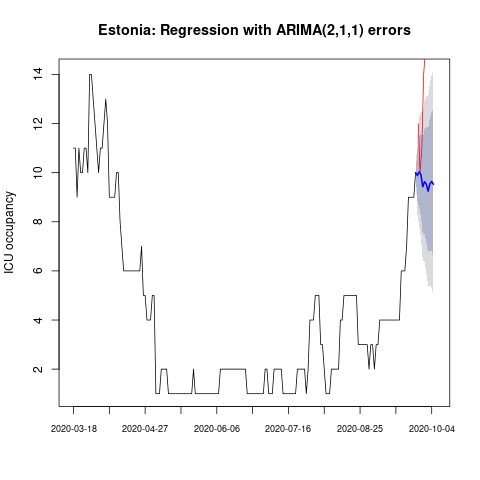 Estonia: Regression with ARIMA(2,1,1) errors
ICU occupancy
14
12
10
8
6
4
2
2020-03-18 2020-04-27 2020-06-06 2020-07-16 2020-08-25 2020-10-04